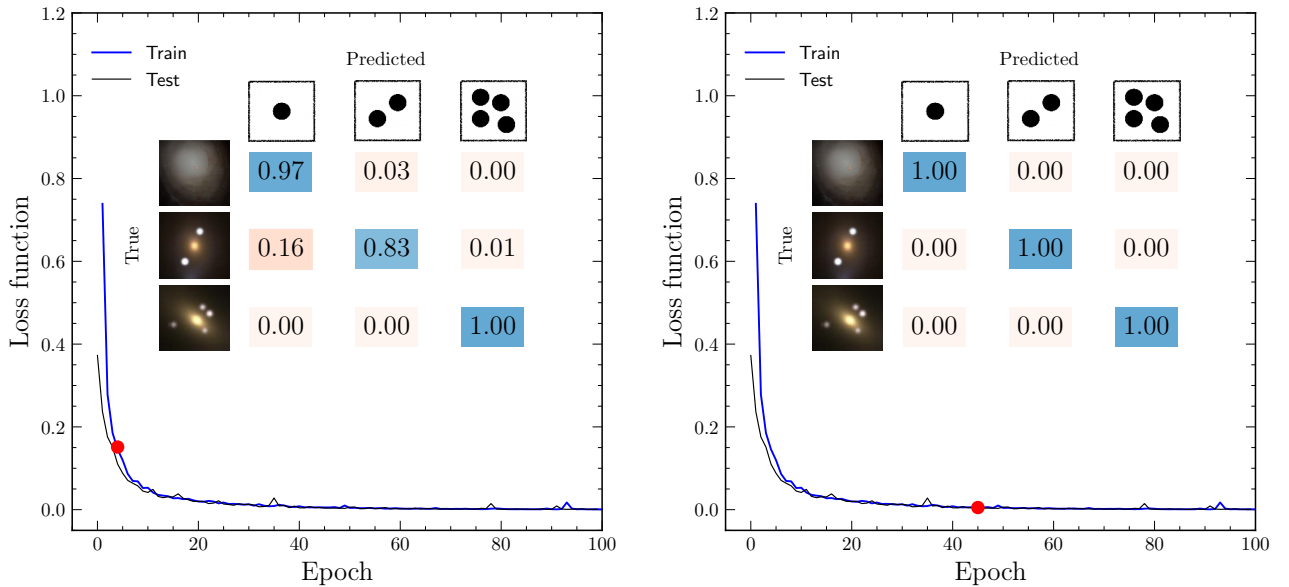 1.2
1.0
0.8
0.6
0.4
0.2
0.0
Loss function
Train
Test
Predicted
True
0.97 0.03 0.00
0.16 0.83 0.01
0.00 0.00 1.00
0 20 40 60 80 100
Epoch
1.2
1.0
0.8
0.6
0.4
0.2
0.0
Loss function
Train
Test
Predicted
True
1.00 0.00 0.00
0.00 1.00 0.00
0.00 0.00 1.00
0 20 40 60 80 100
Epoch